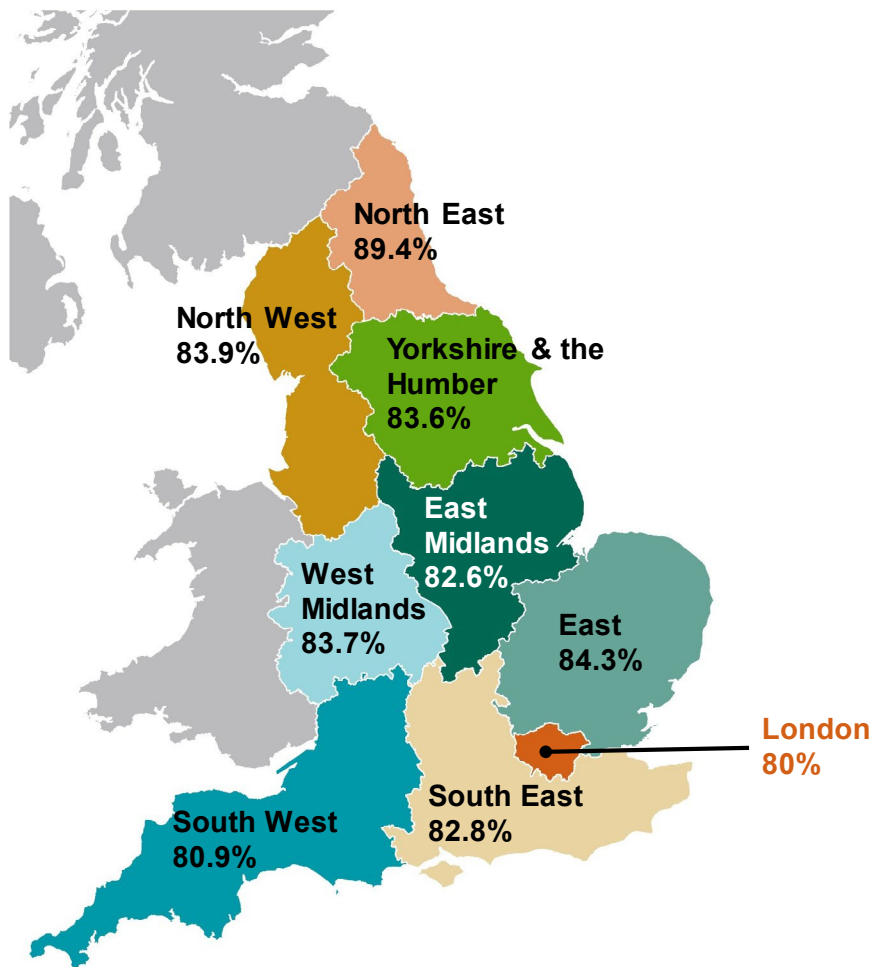 North East
89.4%
North West
83.9%
Yorkshire & the
Humber
83.6%
East
Midlands
82.6%
West
Midlands
83.7%
East
84.3%
London
80%
South East
82.8%
South West
80.9%